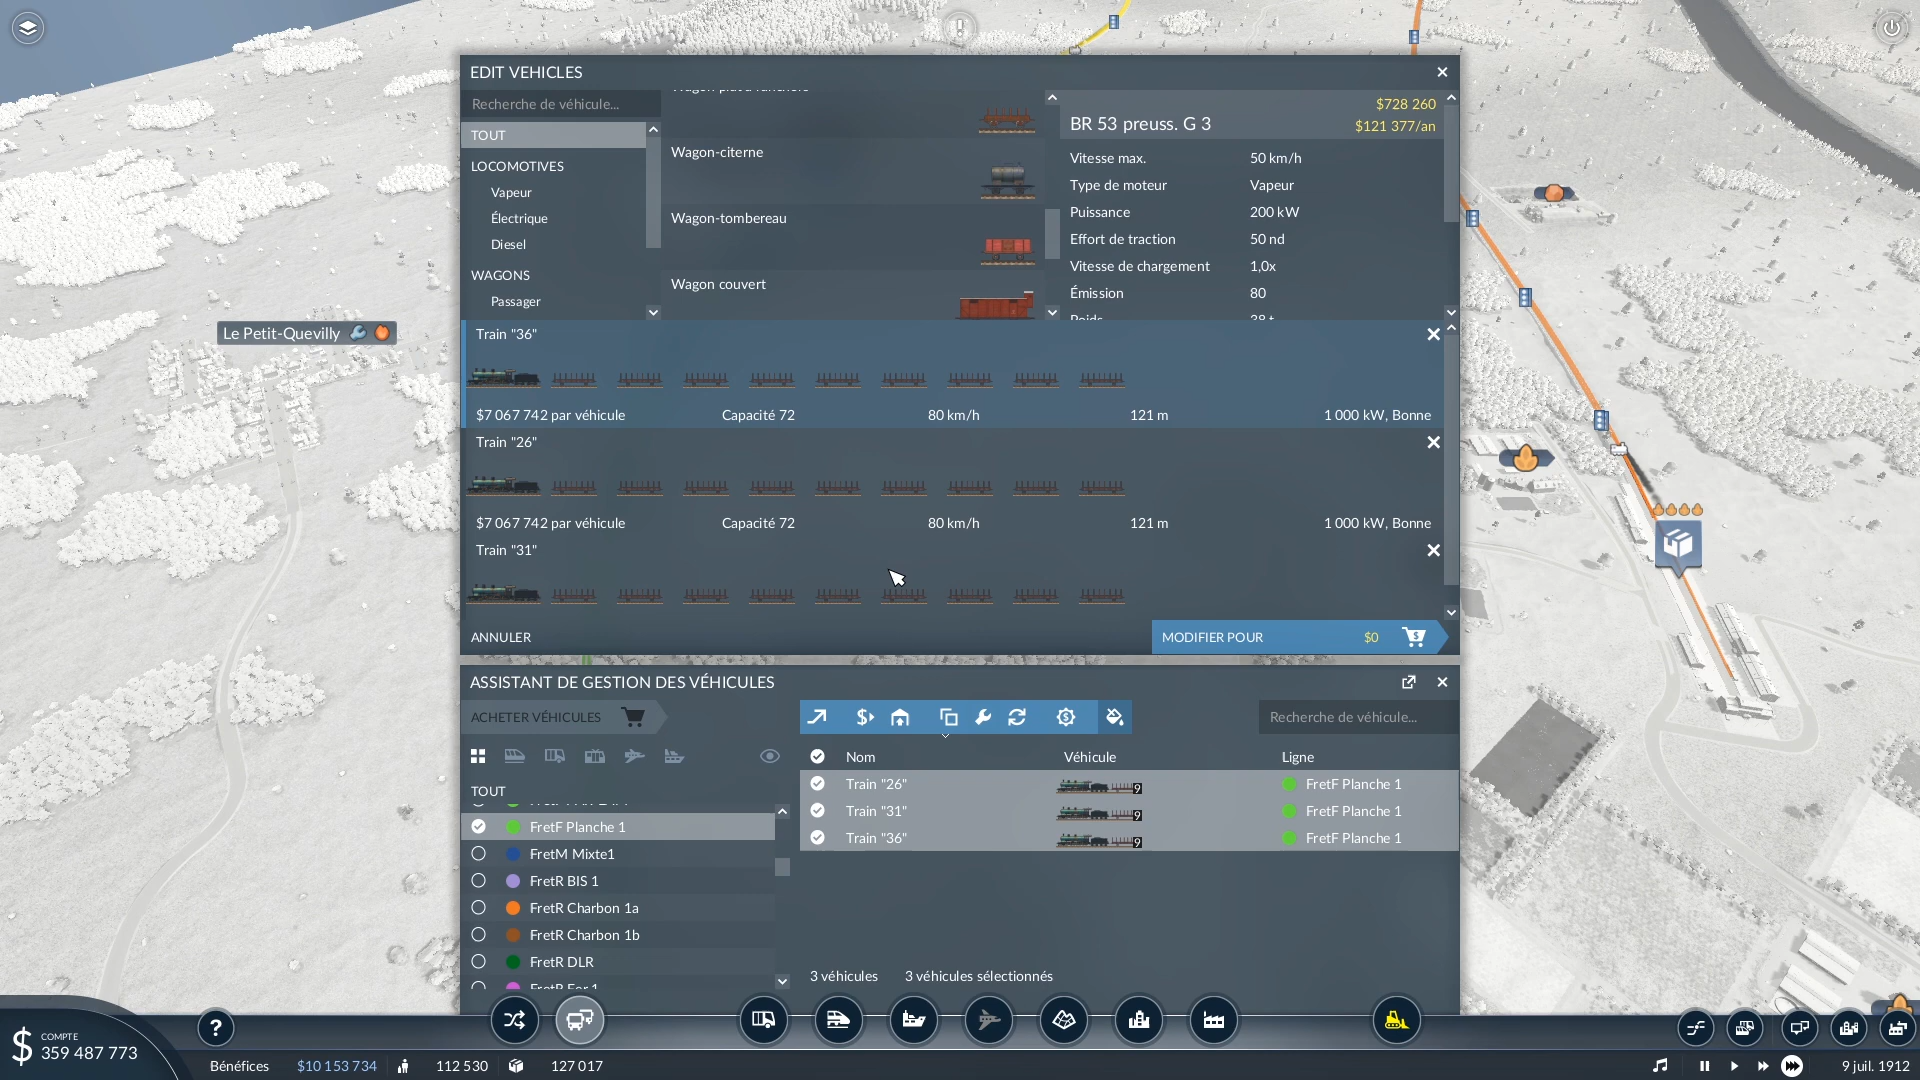 EDIT VEHICLES
Recherche de véhicule...
TOUT
LOCOMOTIVES
Vapeur
Électrique
Diesel
WAGONS
Passager
Wagon-citerne
Wagon-tombereau
Wagon couvert
$728 260
BR 53 preuss. G 3
$121 377/an
Vitesse max. 50 km/h
Type de moteur Vapeur
Puissance 200 kW
Effort de traction 50 nd
Vitesse de chargement 1,0x
Émission 80
Poids 38 t
Le Petit-Quevilly
Train "36"
$7 067 742 par véhicule Capacité 72 80 km/h 121 m 1 000 kW, Bonne
Train "26"
$7 067 742 par véhicule Capacité 72 80 km/h 121 m 1 000 kW, Bonne
Train "31"
ANNULER
MODIFIER POUR $0
ASSISTANT DE GESTION DES VÉHICULES
ACHETER VÉHICULES
Recherche de véhicule...
TOUT
FretF Planche 1
FretM Mixte1
FretR BIS 1
FretR Charbon 1a
FretR Charbon 1b
FretR DLR
FretR Fer 1
Nom Véhicule Ligne
Train "26" 9 FretF Planche 1
Train "31" 9 FretF Planche 1
Train "36" 9 FretF Planche 1
3 véhicules 3 véhicules sélectionnés
COMPTE
$ 359 487 773
?
Bénéfices $10 153 734 112 530 127 017
9 juil. 1912